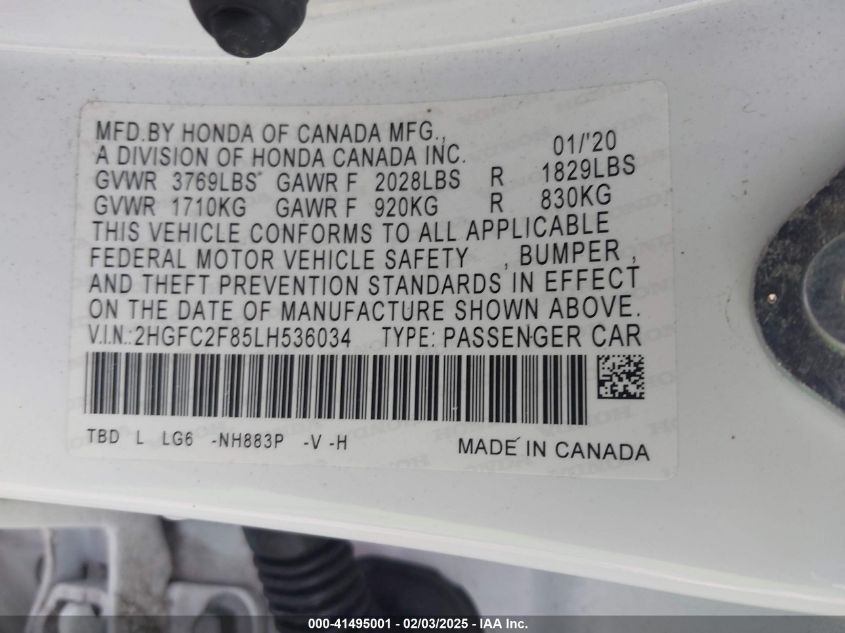 MFD.BY HONDA OF CANADA MFG., 01/'20
A DIVISION OF HONDA CANADA INC.
GVWR 3769LBS GAWR F 2028LBS R 1829LBS
GVWR 1710KG GAWR F 920KG R 830KG
THIS VEHICLE CONFORMS TO ALL APPLICABLE
FEDERAL MOTOR VEHICLE SAFETY , BUMPER ,
AND THEFT PREVENTION STANDARDS IN EFFECT
ON THE DATE OF MANUFACTURE SHOWN ABOVE.
V.I.N.:2HGFC2F85LH536034 TYPE: PASSENGER CAR
TBD L LG6 -NH883P -V -H MADE IN CANADA
000-41495001 - 02/03/2025 - IAA Inc.